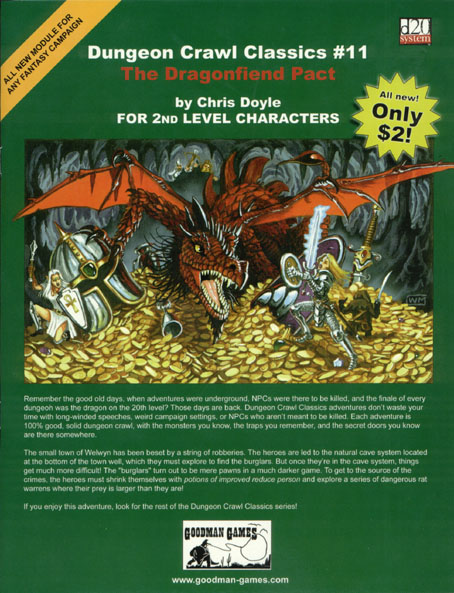 ALL NEW MODULE FOR
ANY FANTASY CAMPAIGN
d20
system
Dungeon Crawl Classics #11
The Dragonfiend Pact
by Chris Doyle
FOR 2ND LEVEL CHARACTERS
All new!
Only
$2!
WM
Remember the good old days, when adventures were underground, NPCs were there to be killed, and the finale of every
dungeon was the dragon on the 20th level? Those days are back. Dungeon Crawl Classics adventures don't waste your
time with long-winded speeches, weird campaign settings, or NPCs who aren't meant to be killed. Each adventure is
100% good, solid dungeon crawl, with the monsters you know, the traps you remember, and the secret doors you know
are there somewhere.
The small town of Welwyn has been beset by a string of robberies. The heroes are led to the natural cave system located
at the bottom of the town well, which they must explore to find the burglars. But once they're in the cave system, things
get much more difficult! The "burglars" turn out to be mere pawns in a much darker game. To get to the source of the
crimes, the heroes must shrink themselves with potions of improved reduce person and explore a series of dangerous rat
warrens where their prey is larger than they are!
If you enjoy this adventure, look for the rest of the Dungeon Crawl Classics series!
GOODMAN GAMES
www.goodman-games.com